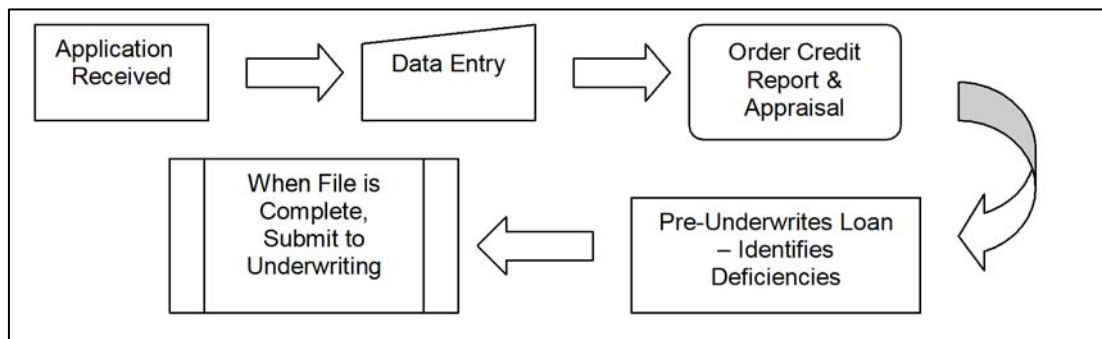 Application
Received
Data Entry
Order Credit
Report &
Appraisal
Pre-Underwrites Loan
– Identifies
Deficiencies
When File is
Complete,
Submit to
Underwriting